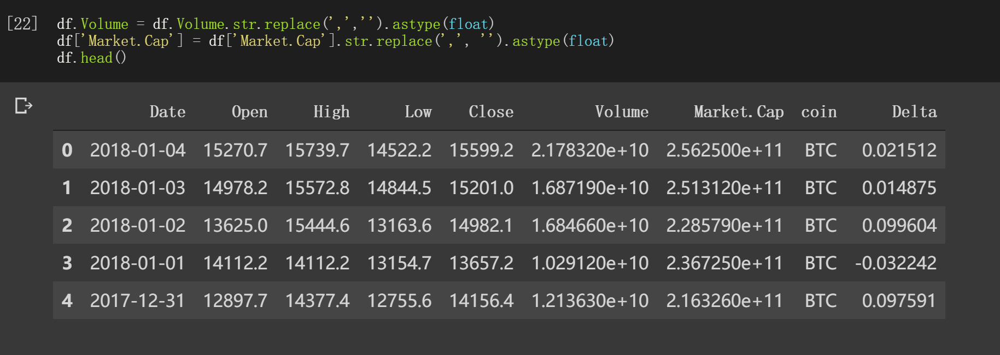 [22] df.Volume = df.Volume.str.replace(',','').astype(float)
df['Market.Cap'] = df['Market.Cap'].str.replace(',', '').astype(float)
df.head()
Date Open High Low Close Volume Market.Cap coin Delta
0 2018-01-04 15270.7 15739.7 14522.2 15599.2 2.178320e+10 2.562500e+11 BTC 0.021512
1 2018-01-03 14978.2 15572.8 14844.5 15201.0 1.687190e+10 2.513120e+11 BTC 0.014875
2 2018-01-02 13625.0 15444.6 13163.6 14982.1 1.684660e+10 2.285790e+11 BTC 0.099604
3 2018-01-01 14112.2 14112.2 13154.7 13657.2 1.029120e+10 2.367250e+11 BTC -0.032242
4 2017-12-31 12897.7 14377.4 12755.6 14156.4 1.213630e+10 2.163260e+11 BTC 0.097591